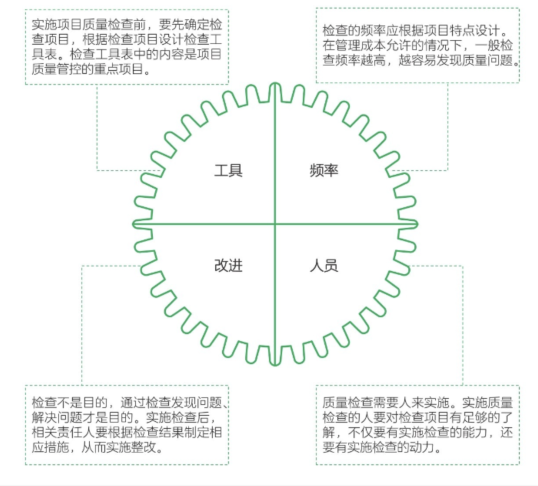 实施项目质量检查前，要先确定检
查项目，根据检查项目设计检查工
具表。检查工具表中的内容是项目
质量管控的重点项目。
检查的频率应根据项目特点设计。
在管理成本允许的情况下，一般检
查频率越高，越容易发现质量问题。
工具
频率
改进
人员
检查不是目的，通过检查发现问题、
解决问题才是目的。实施检查后，
相关责任人要根据检查结果制定相
应措施，从而实施整改。
质量检查需要人来实施。实施质量
检查的人要对检查项目有足够的了
解，不仅要有实施检查的能力，还
要有实施检查的动力。